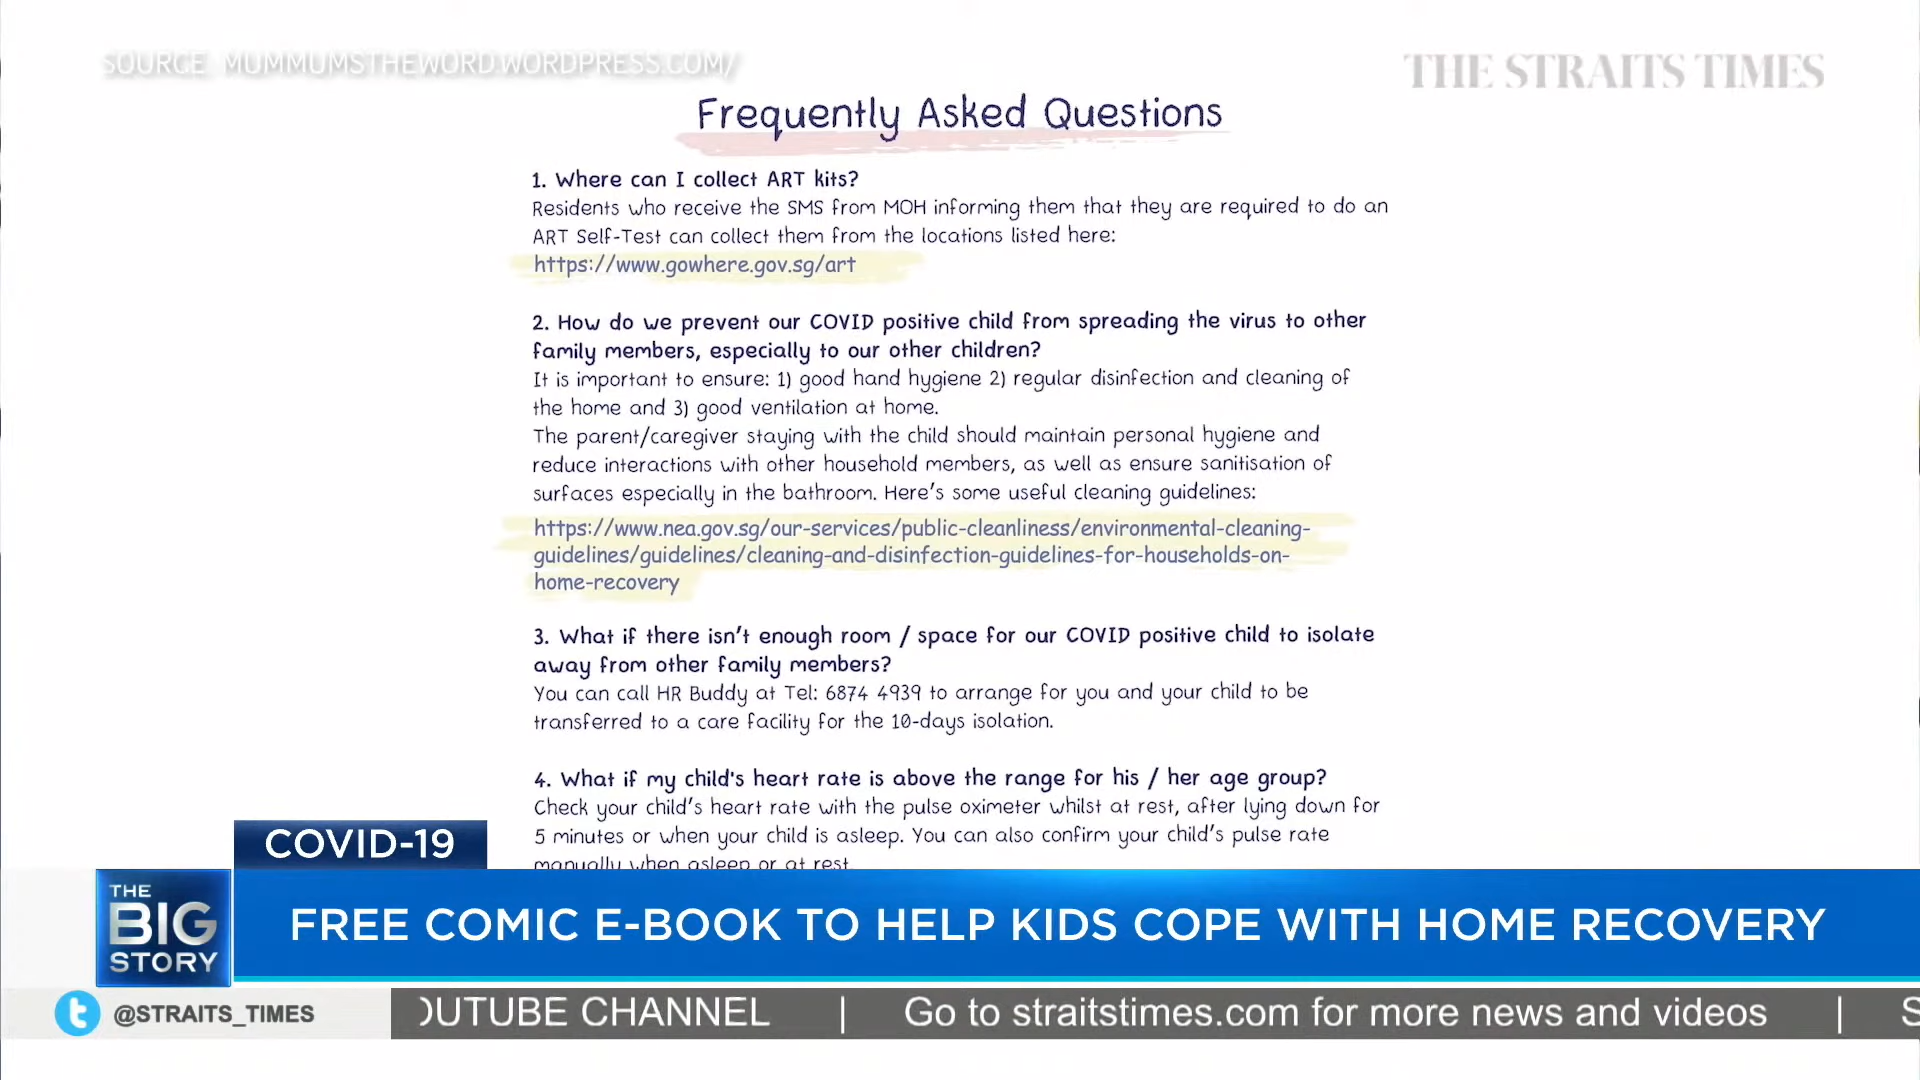 SOURCE: MUMMUMSTHEWORD.WORDPRESS.COM/
THE STRAITS TIMES
Frequently Asked Questions
1. Where can I collect ART kits?
Residents who receive the SMS from MOH informing them that they are required to do an
ART Self-Test can collect them from the locations listed here:
https://www.gowhere.gov.sg/art
2. How do we prevent our COVID positive child from spreading the virus to other
family members, especially to our other children?
It is important to ensure: 1) good hand hygiene 2) regular disinfection and cleaning of
the home and 3) good ventilation at home.
The parent/caregiver staying with the child should maintain personal hygiene and
reduce interactions with other household members, as well as ensure sanitisation of
surfaces especially in the bathroom. Here's some useful cleaning guidelines:
https://www.nea.gov.sg/our-services/public-cleanliness/environmental-cleaning-
guidelines/guidelines/cleaning-and-disinfection-guidelines-for-households-on-
home-recovery
3. What if there isn't enough room / space for our COVID positive child to isolate
away from other family members?
You can call HR Buddy at Tel: 6874 4939 to arrange for you and your child to be
transferred to a care facility for the 10-days isolation.
4. What if my child's heart rate is above the range for his / her age group?
Check your child's heart rate with the pulse oximeter whilst at rest, after lying down for
5 minutes or when your child is asleep. You can also confirm your child's pulse rate
manually when asleep or at rest
COVID-19
THE
BIG
STORY
FREE COMIC E-BOOK TO HELP KIDS COPE WITH HOME RECOVERY
@STRAITS_TIMES
OUTUBE CHANNEL | Go to straitstimes.com for more news and videos | S